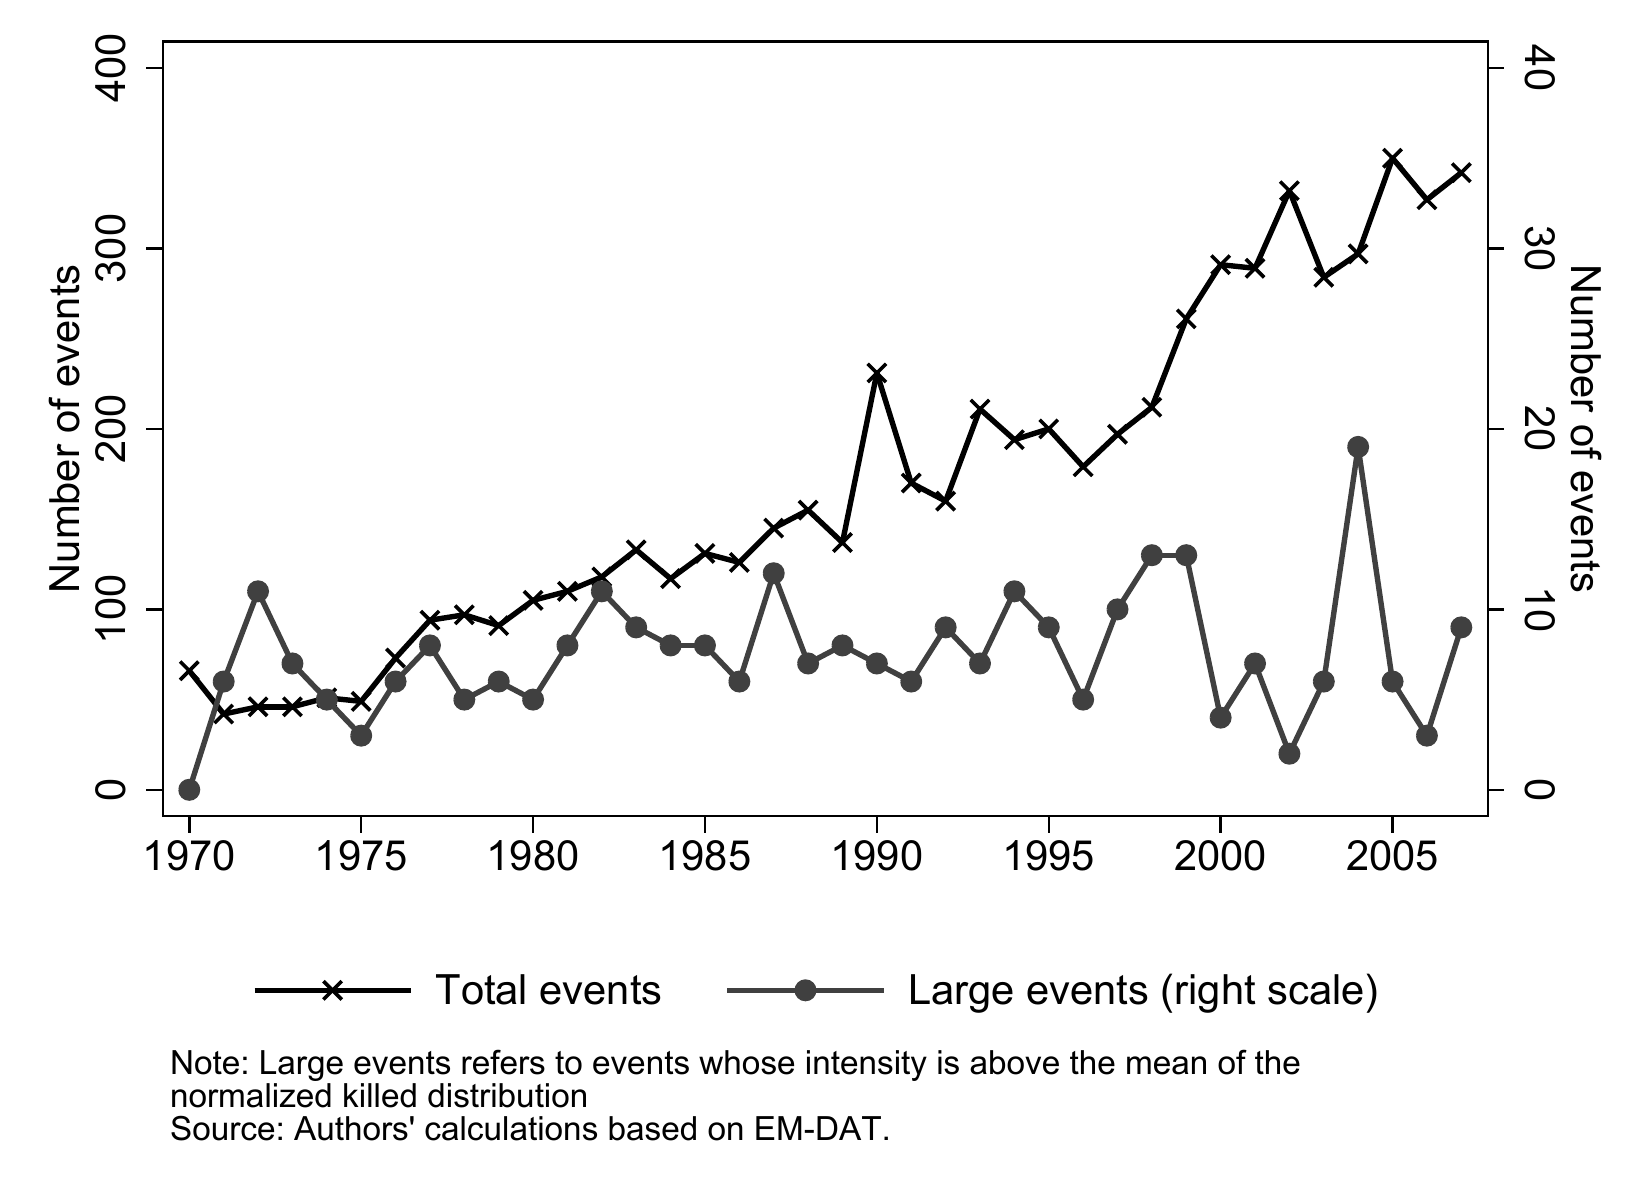 400
300
200
100
0
Number of events
40
30
20
10
0
Number of events
1970 1975 1980 1985 1990 1995 2000 2005
Total events Large events (right scale)
Note: Large events refers to events whose intensity is above the mean of the
normalized killed distribution
Source: Authors' calculations based on EM-DAT.